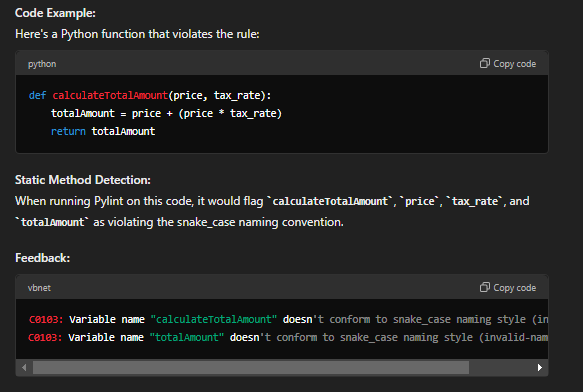 Code Example:
Here's a Python function that violates the rule:
python
Copy code
def calculateTotalAmount(price, tax_rate):
    totalAmount = price + (price * tax_rate)
    return totalAmount
Static Method Detection:
When running Pylint on this code, it would flag `calculateTotalAmount`, `price`, `tax_rate`, and
`totalAmount` as violating the snake_case naming convention.
Feedback:
vbnet
Copy code
C0103: Variable name "calculateTotalAmount" doesn't conform to snake_case naming style (in
C0103: Variable name "totalAmount" doesn't conform to snake_case naming style (invalid-nam